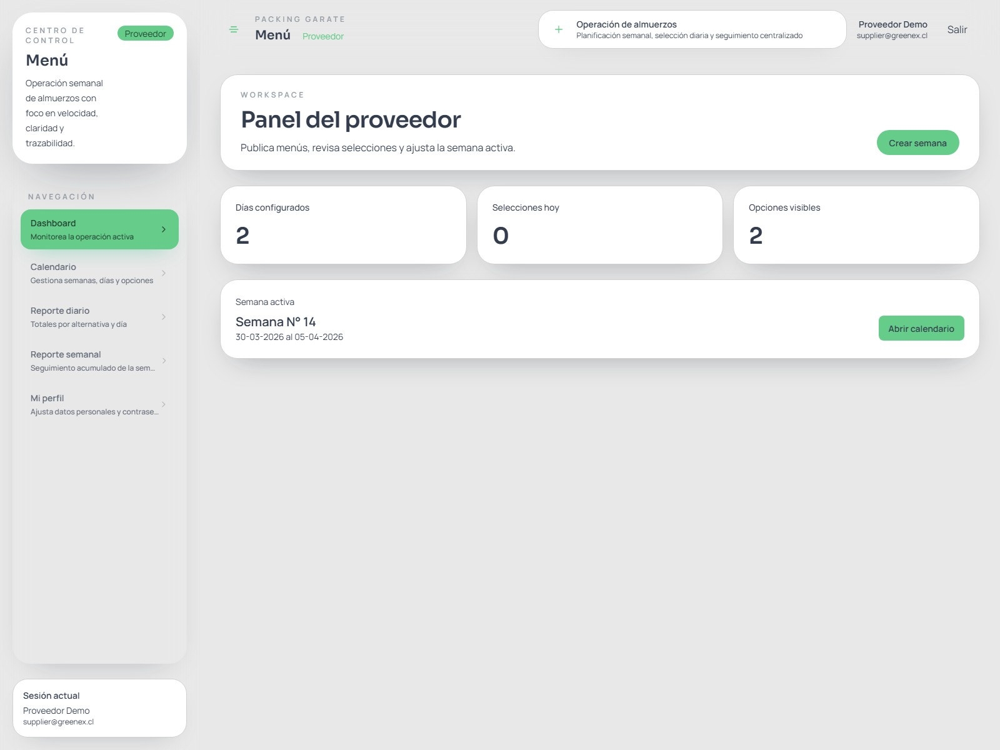 CENTRO DE
CONTROL
Proveedor
Menú
Operación semanal
de almuerzos con
foco en velocidad,
claridad y
trazabilidad.
NAVEGACIÓN
Dashboard
Monitorea la operación activa
Calendario
Gestiona semanas, días y opciones
Reporte diario
Totales por alternativa y día
Reporte semanal
Seguimiento acumulado de la sem…
Mi perfil
Ajusta datos personales y contrase…
Sesión actual
Proveedor Demo
supplier@greenex.cl
PACKING GARATE
Menú Proveedor
Operación de almuerzos
Planificación semanal, selección diaria y seguimiento centralizado
Proveedor Demo
supplier@greenex.cl
Salir
WORKSPACE
Panel del proveedor
Publica menús, revisa selecciones y ajusta la semana activa.
Crear semana
Días configurados
2
Selecciones hoy
0
Opciones visibles
2
Semana activa
Semana N° 14
30-03-2026 al 05-04-2026
Abrir calendario